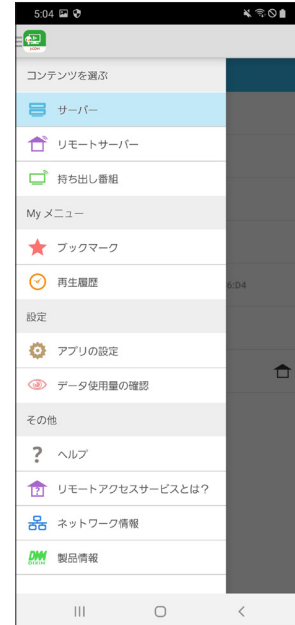 5:04
コンテンツを選ぶ
サーバー
リモートサーバー
持ち出し番組
My メニュー
ブックマーク
再生履歴
6:04
設定
アプリの設定
データ使用量の確認
その他
ヘルプ
リモートアクセスサービスとは？
ネットワーク情報
製品情報